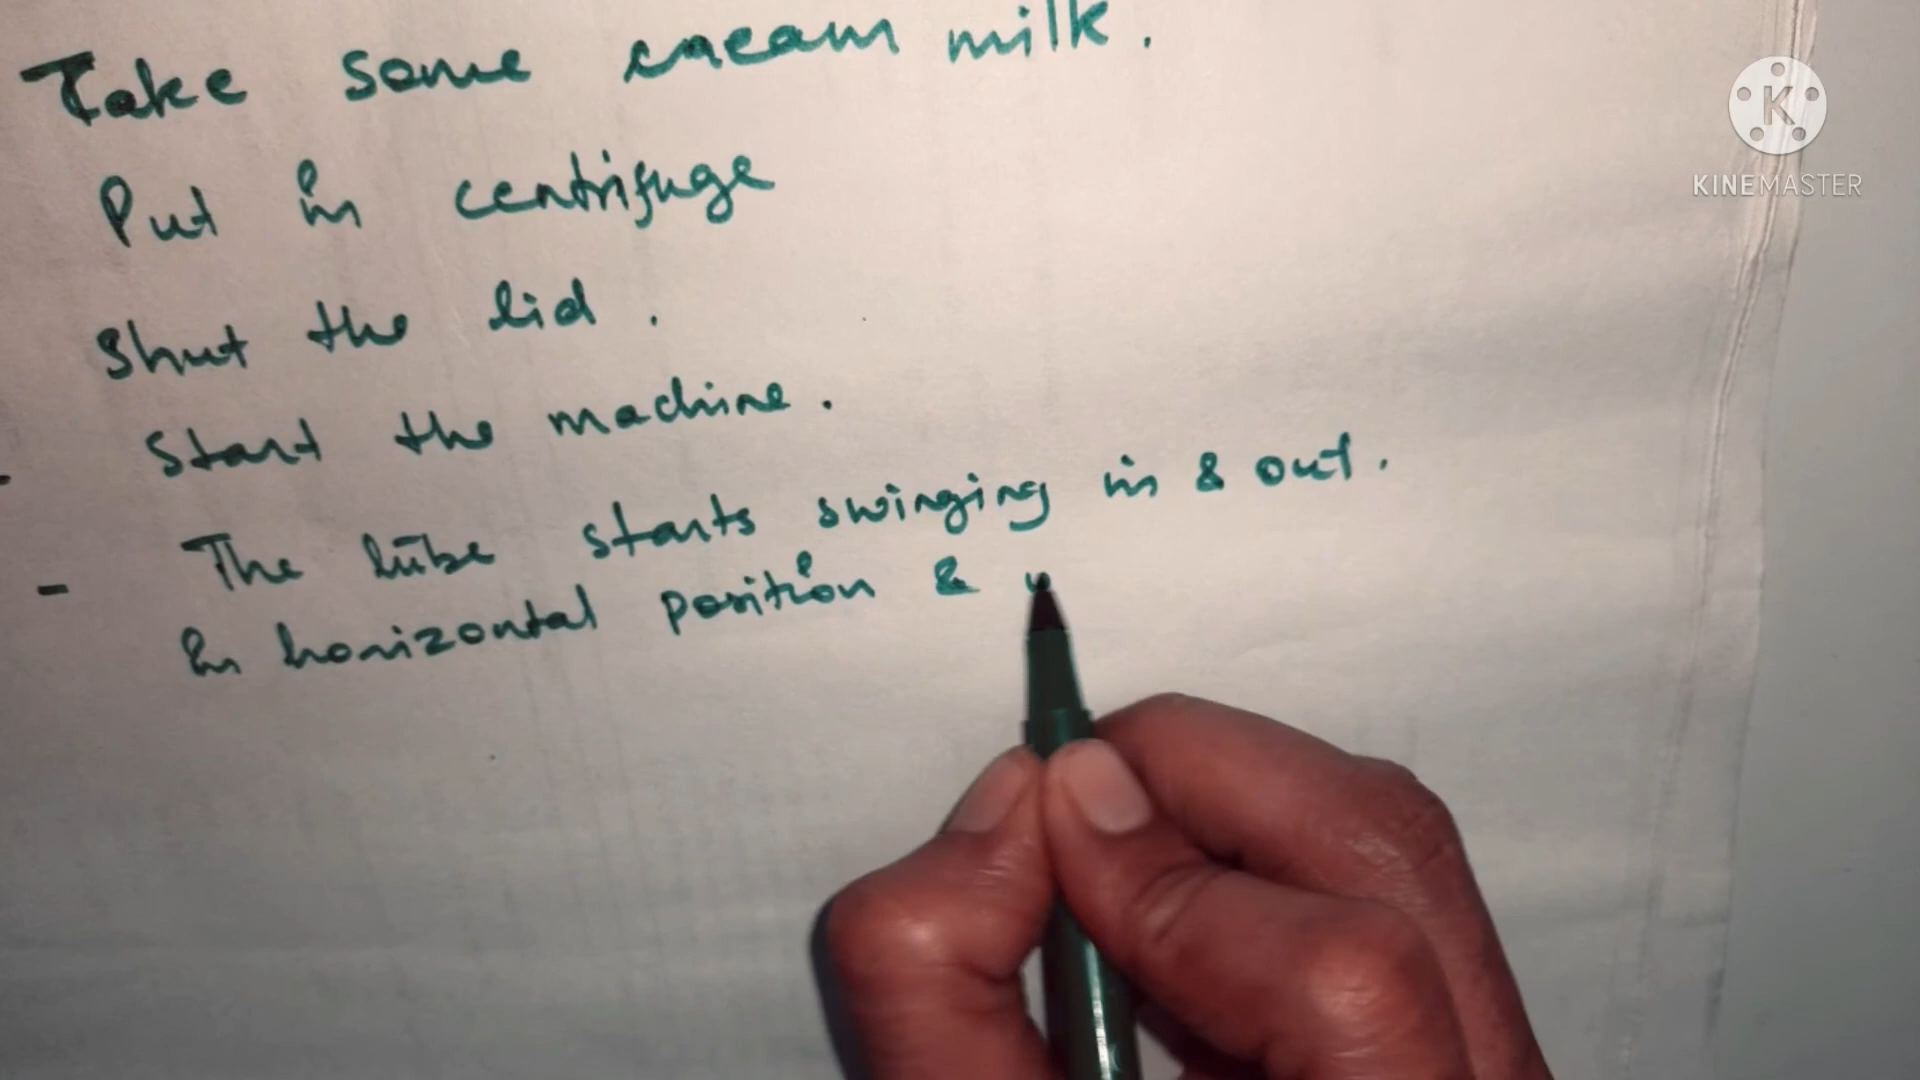 Take some cream milk.
Put in centrifuge
Shut the lid.
- Start the machine.
- The tube starts swinging in & out.
In horizontal position &
K
KINEMASTER